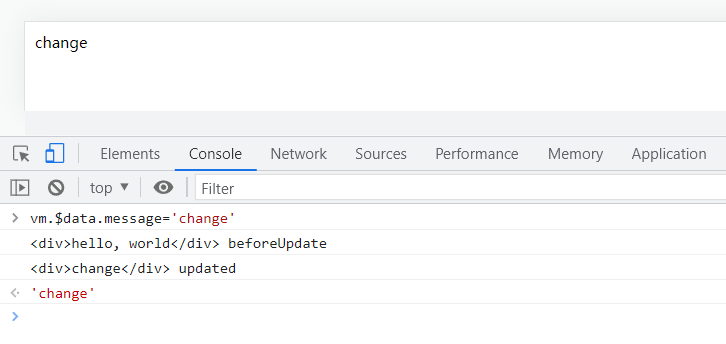 change
Elements Console Network Sources Performance Memory Application
top Filter
vm.$data.message='change'
<div>hello, world</div> beforeUpdate
<div>change</div> updated
'change'